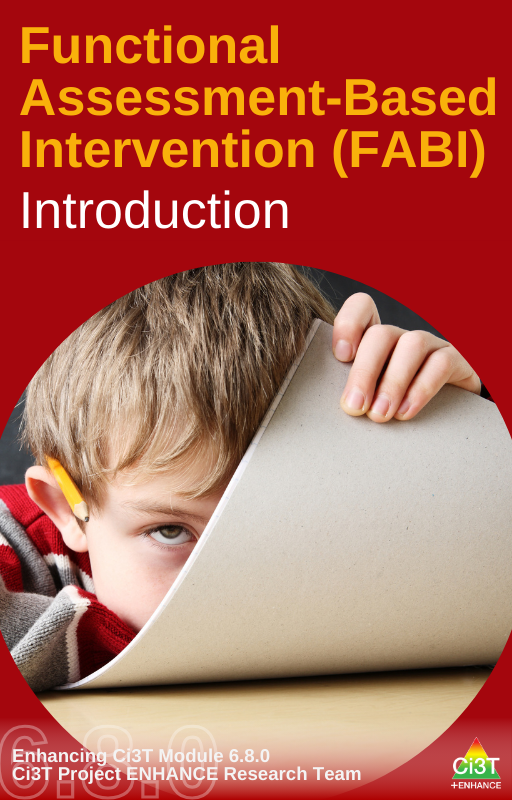 Functional
Assessment-Based
Intervention (FABI)
Introduction
6.8.0
Enhancing Ci3T Module 6.8.0
Ci3T Project ENHANCE Research Team
Ci3T
+ENHANCE